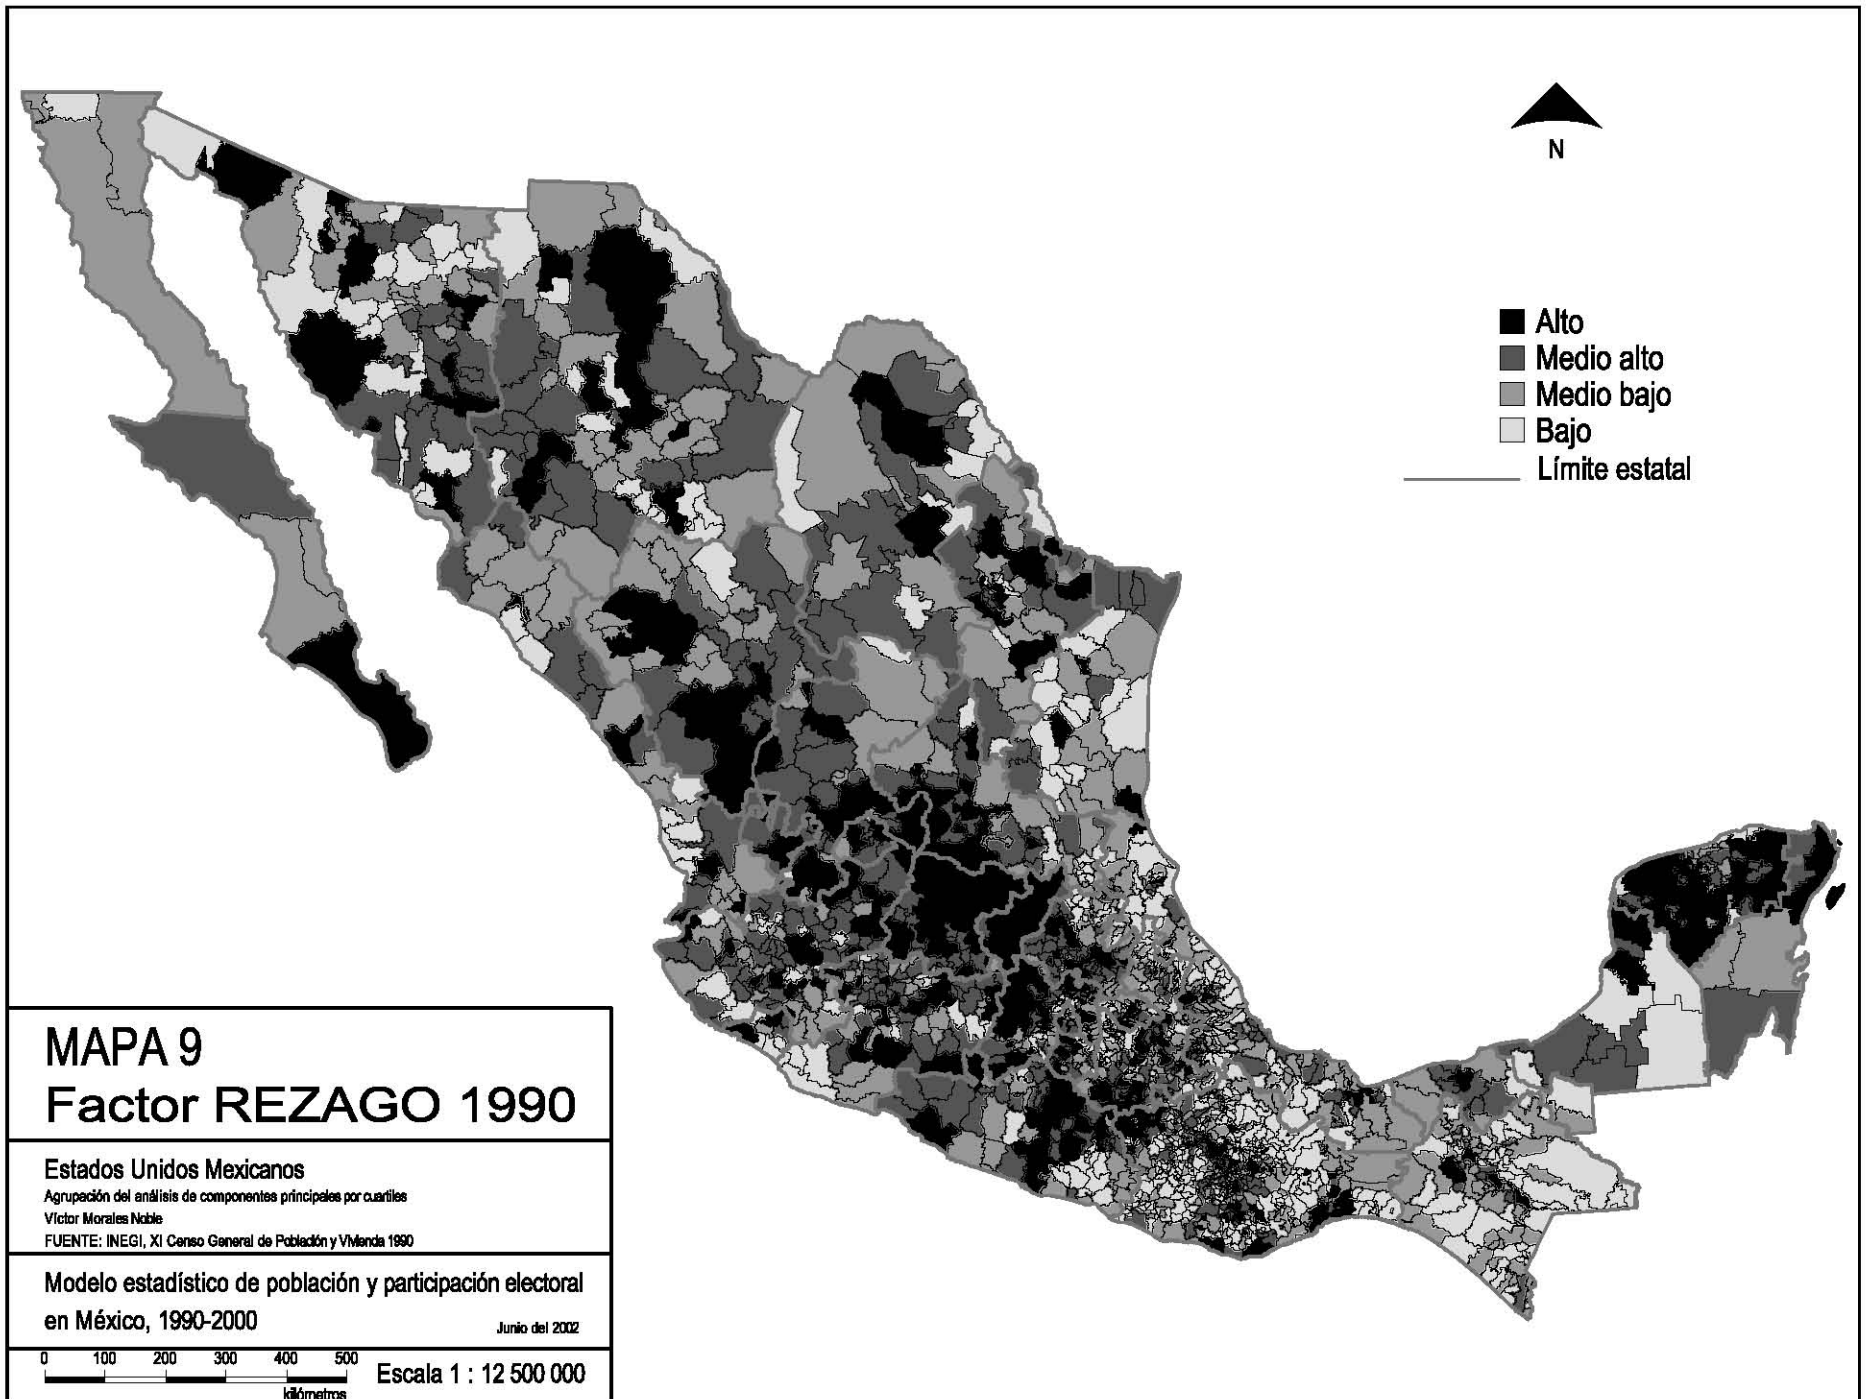 N
Alto
Medio alto
Medio bajo
Bajo
Límite estatal
MAPA 9
Factor REZAGO 1990
Estados Unidos Mexicanos
Agrupación del análisis de componentes principales por cuartiles
Víctor Morales Noble
FUENTE: INEGI, XI Censo General de Población y Vivienda 1990
Modelo estadístico de población y participación electoral
en México, 1990-2000
Junio del 2002
0 100 200 300 400 500
kilómetros
Escala 1 : 12 500 000